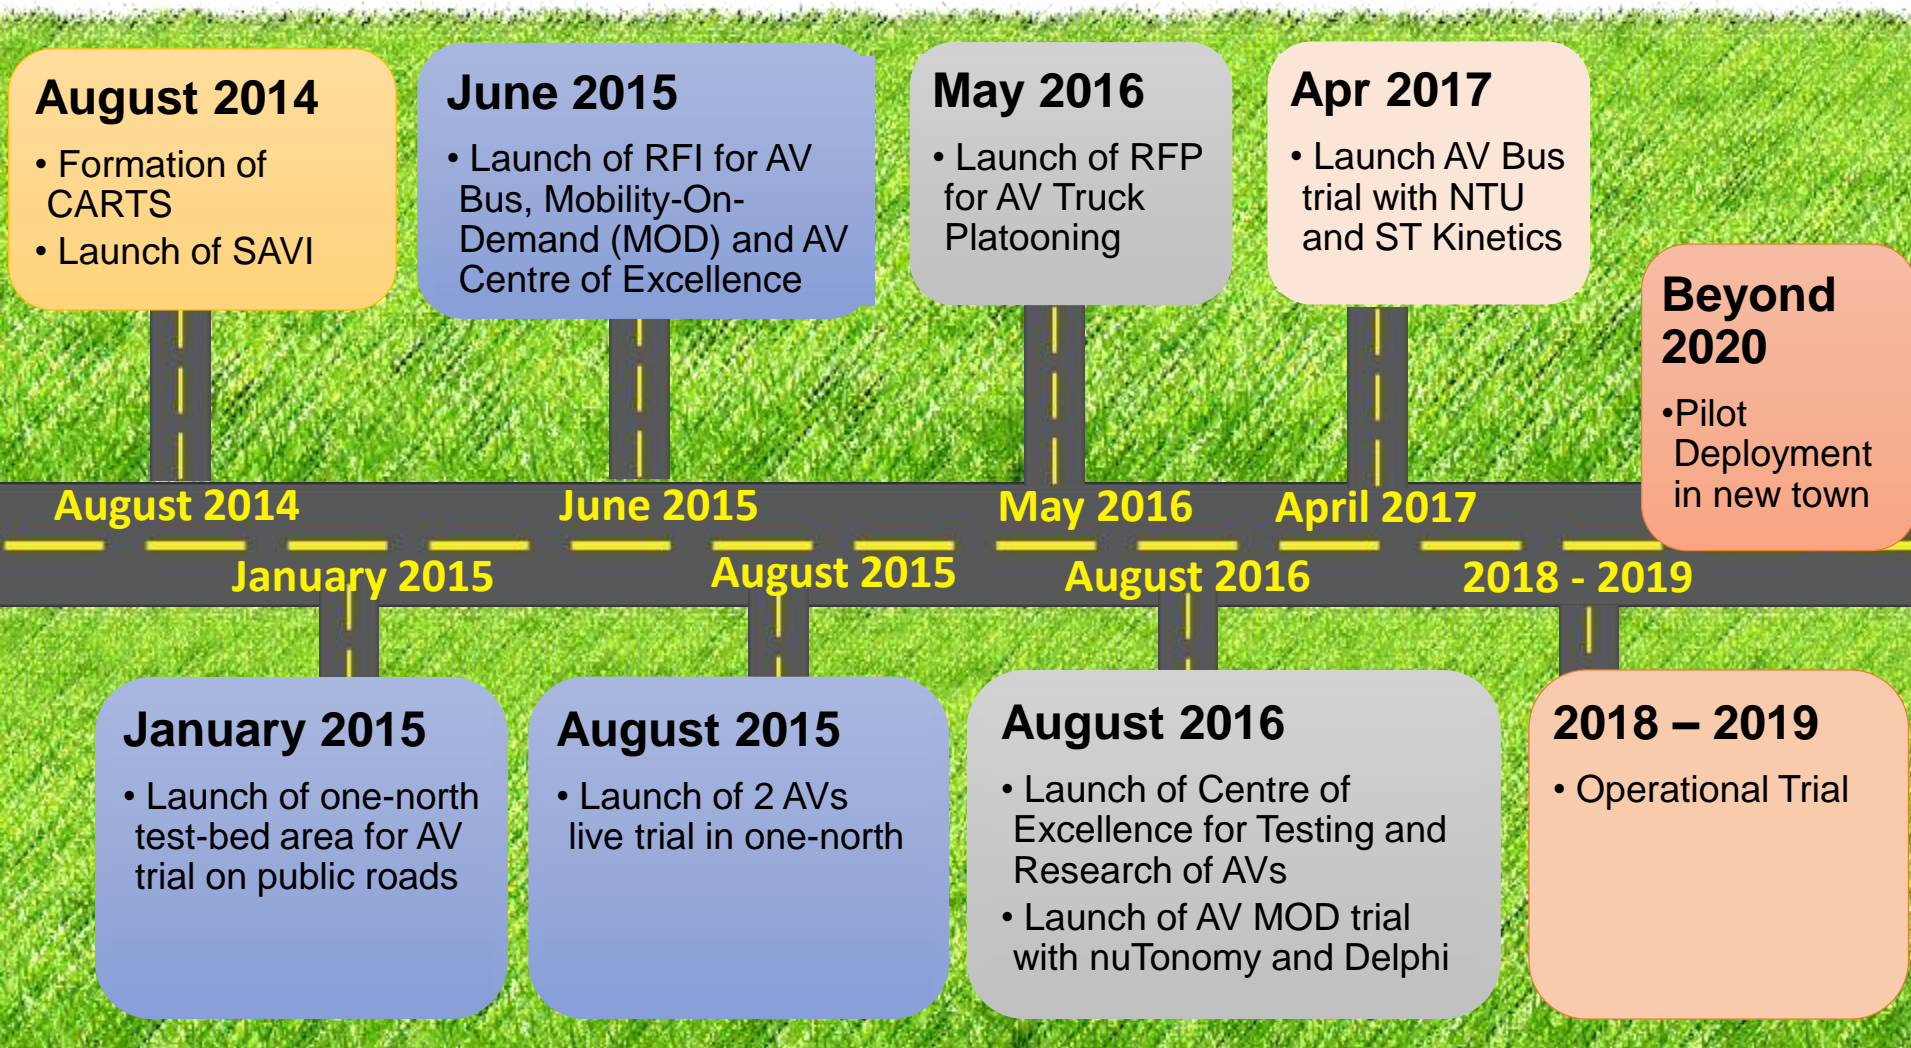 August 2014
• Formation of
CARTS
• Launch of SAVI
June 2015
• Launch of RFI for AV
Bus, Mobility-On-
Demand (MOD) and AV
Centre of Excellence
May 2016
• Launch of RFP
for AV Truck
Platooning
Apr 2017
• Launch AV Bus
trial with NTU
and ST Kinetics
Beyond
2020
•Pilot
Deployment
in new town
August 2014
June 2015
May 2016
April 2017
January 2015
August 2015
August 2016
2018 - 2019
January 2015
• Launch of one-north
test-bed area for AV
trial on public roads
August 2015
• Launch of 2 AVs
live trial in one-north
August 2016
• Launch of Centre of
Excellence for Testing and
Research of AVs
• Launch of AV MOD trial
with nuTonomy and Delphi
2018 – 2019
• Operational Trial